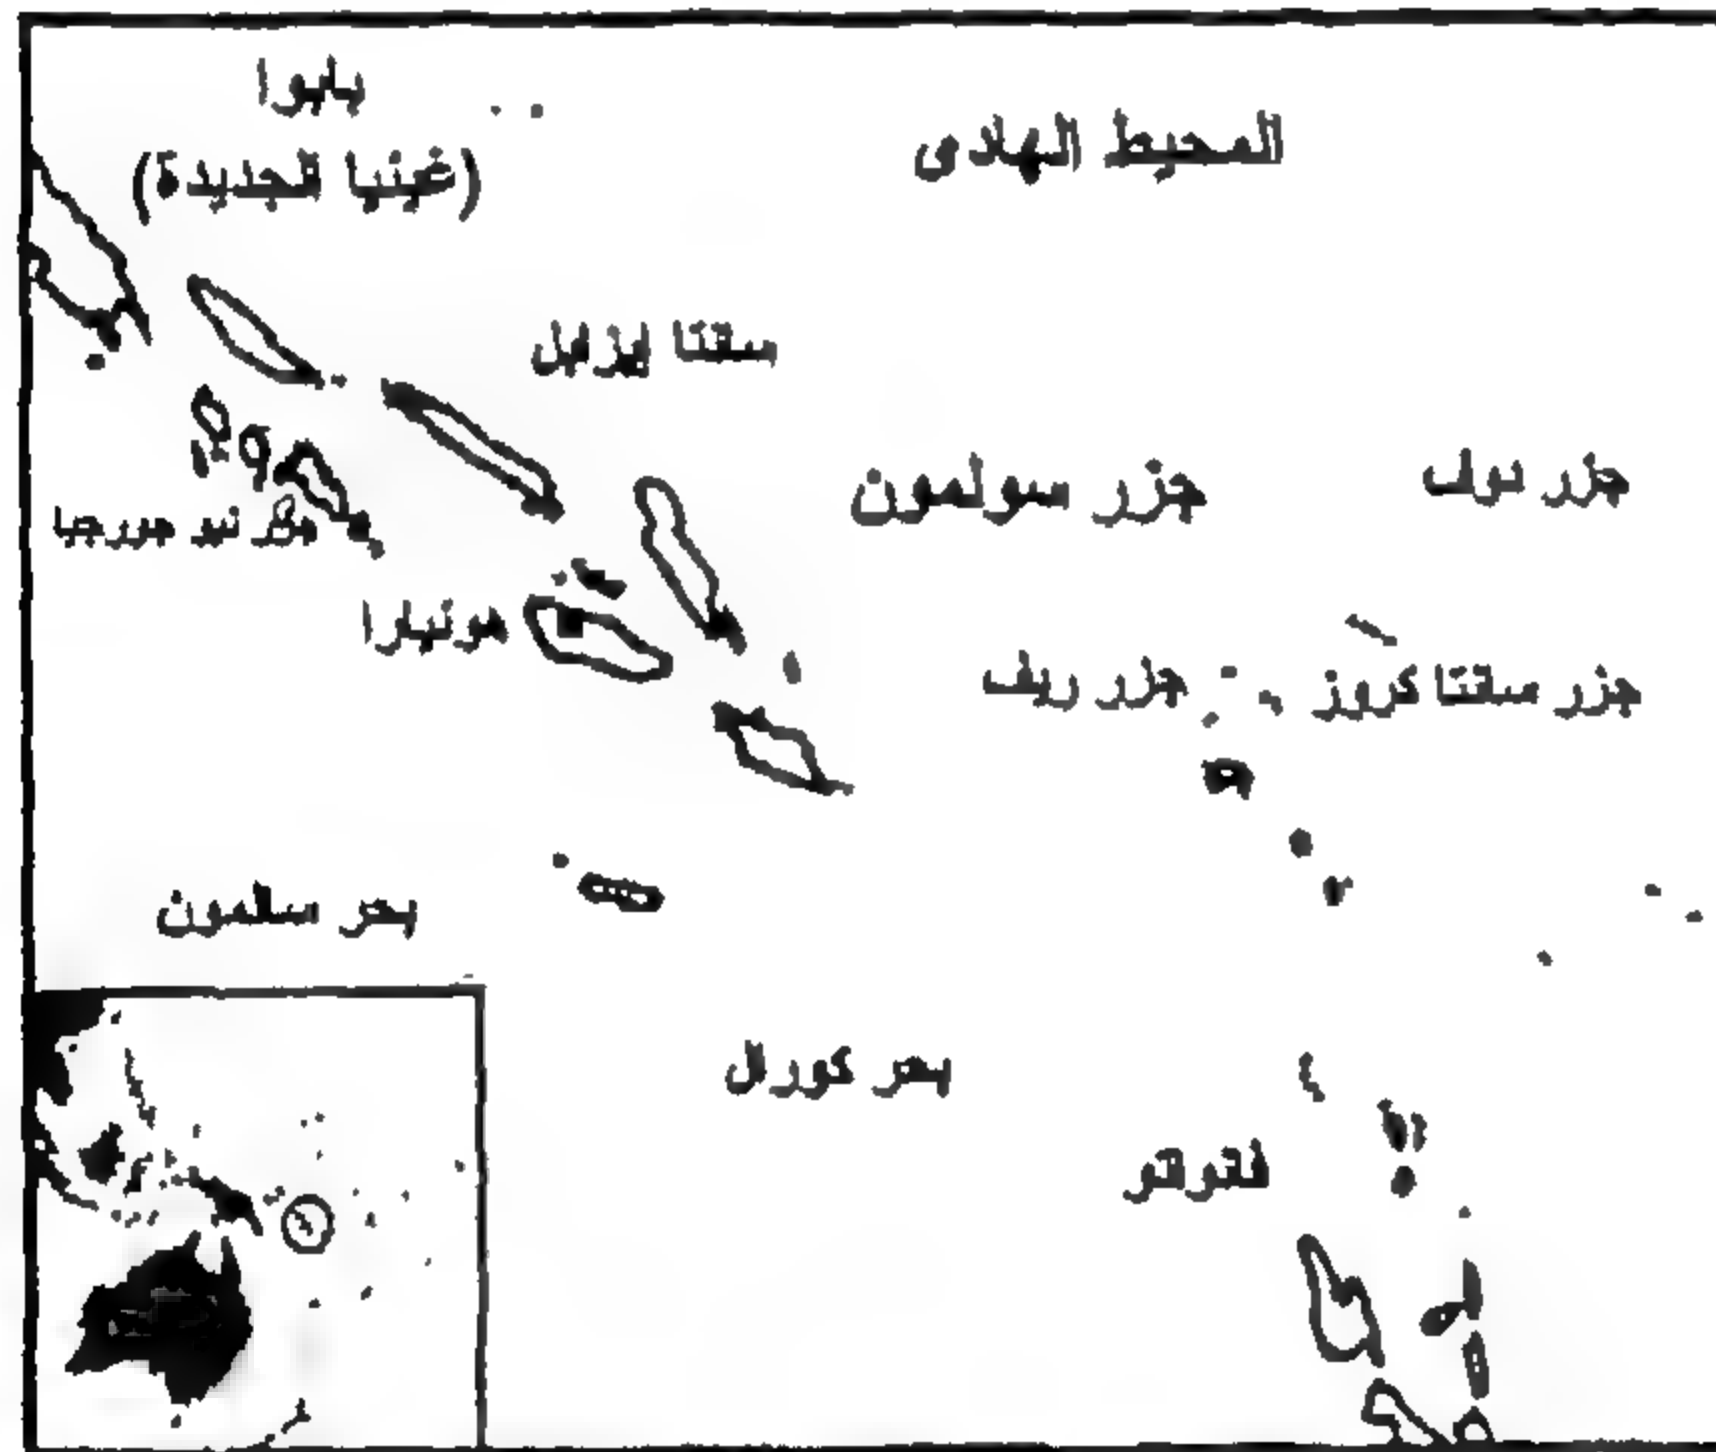 بابوا
(غينيا الجديدة)
المحيط الهادى
سانتا إيزابل
جزر سولمون
جزر دوف
جزر نيو جورجيا
هونيارا
جزر ريف
جزر سانتا كروز
بحر سالمون
بحر كورال
فانواتو